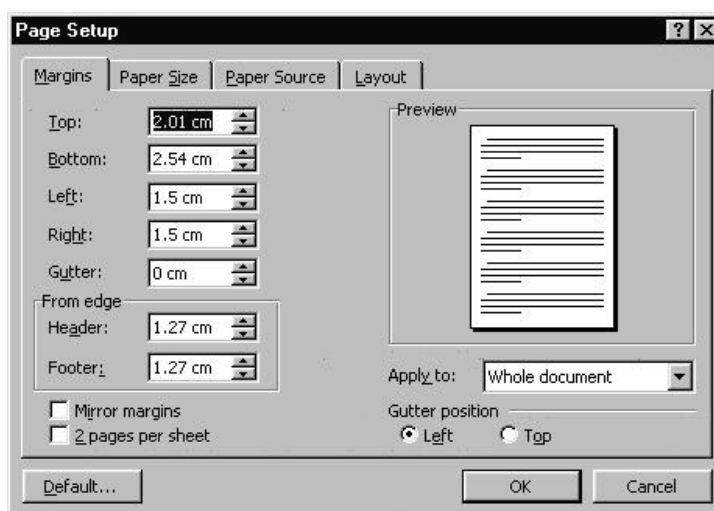 Page Setup
Margins Paper Size Paper Source Layout
Top: 2.01 cm
Bottom: 2.54 cm
Left: 1.5 cm
Right: 1.5 cm
Gutter: 0 cm
From edge
Header: 1.27 cm
Footer: 1.27 cm
Mirror margins
2 pages per sheet
Preview
Apply to: Whole document
Gutter position
Left Top
Default... OK Cancel